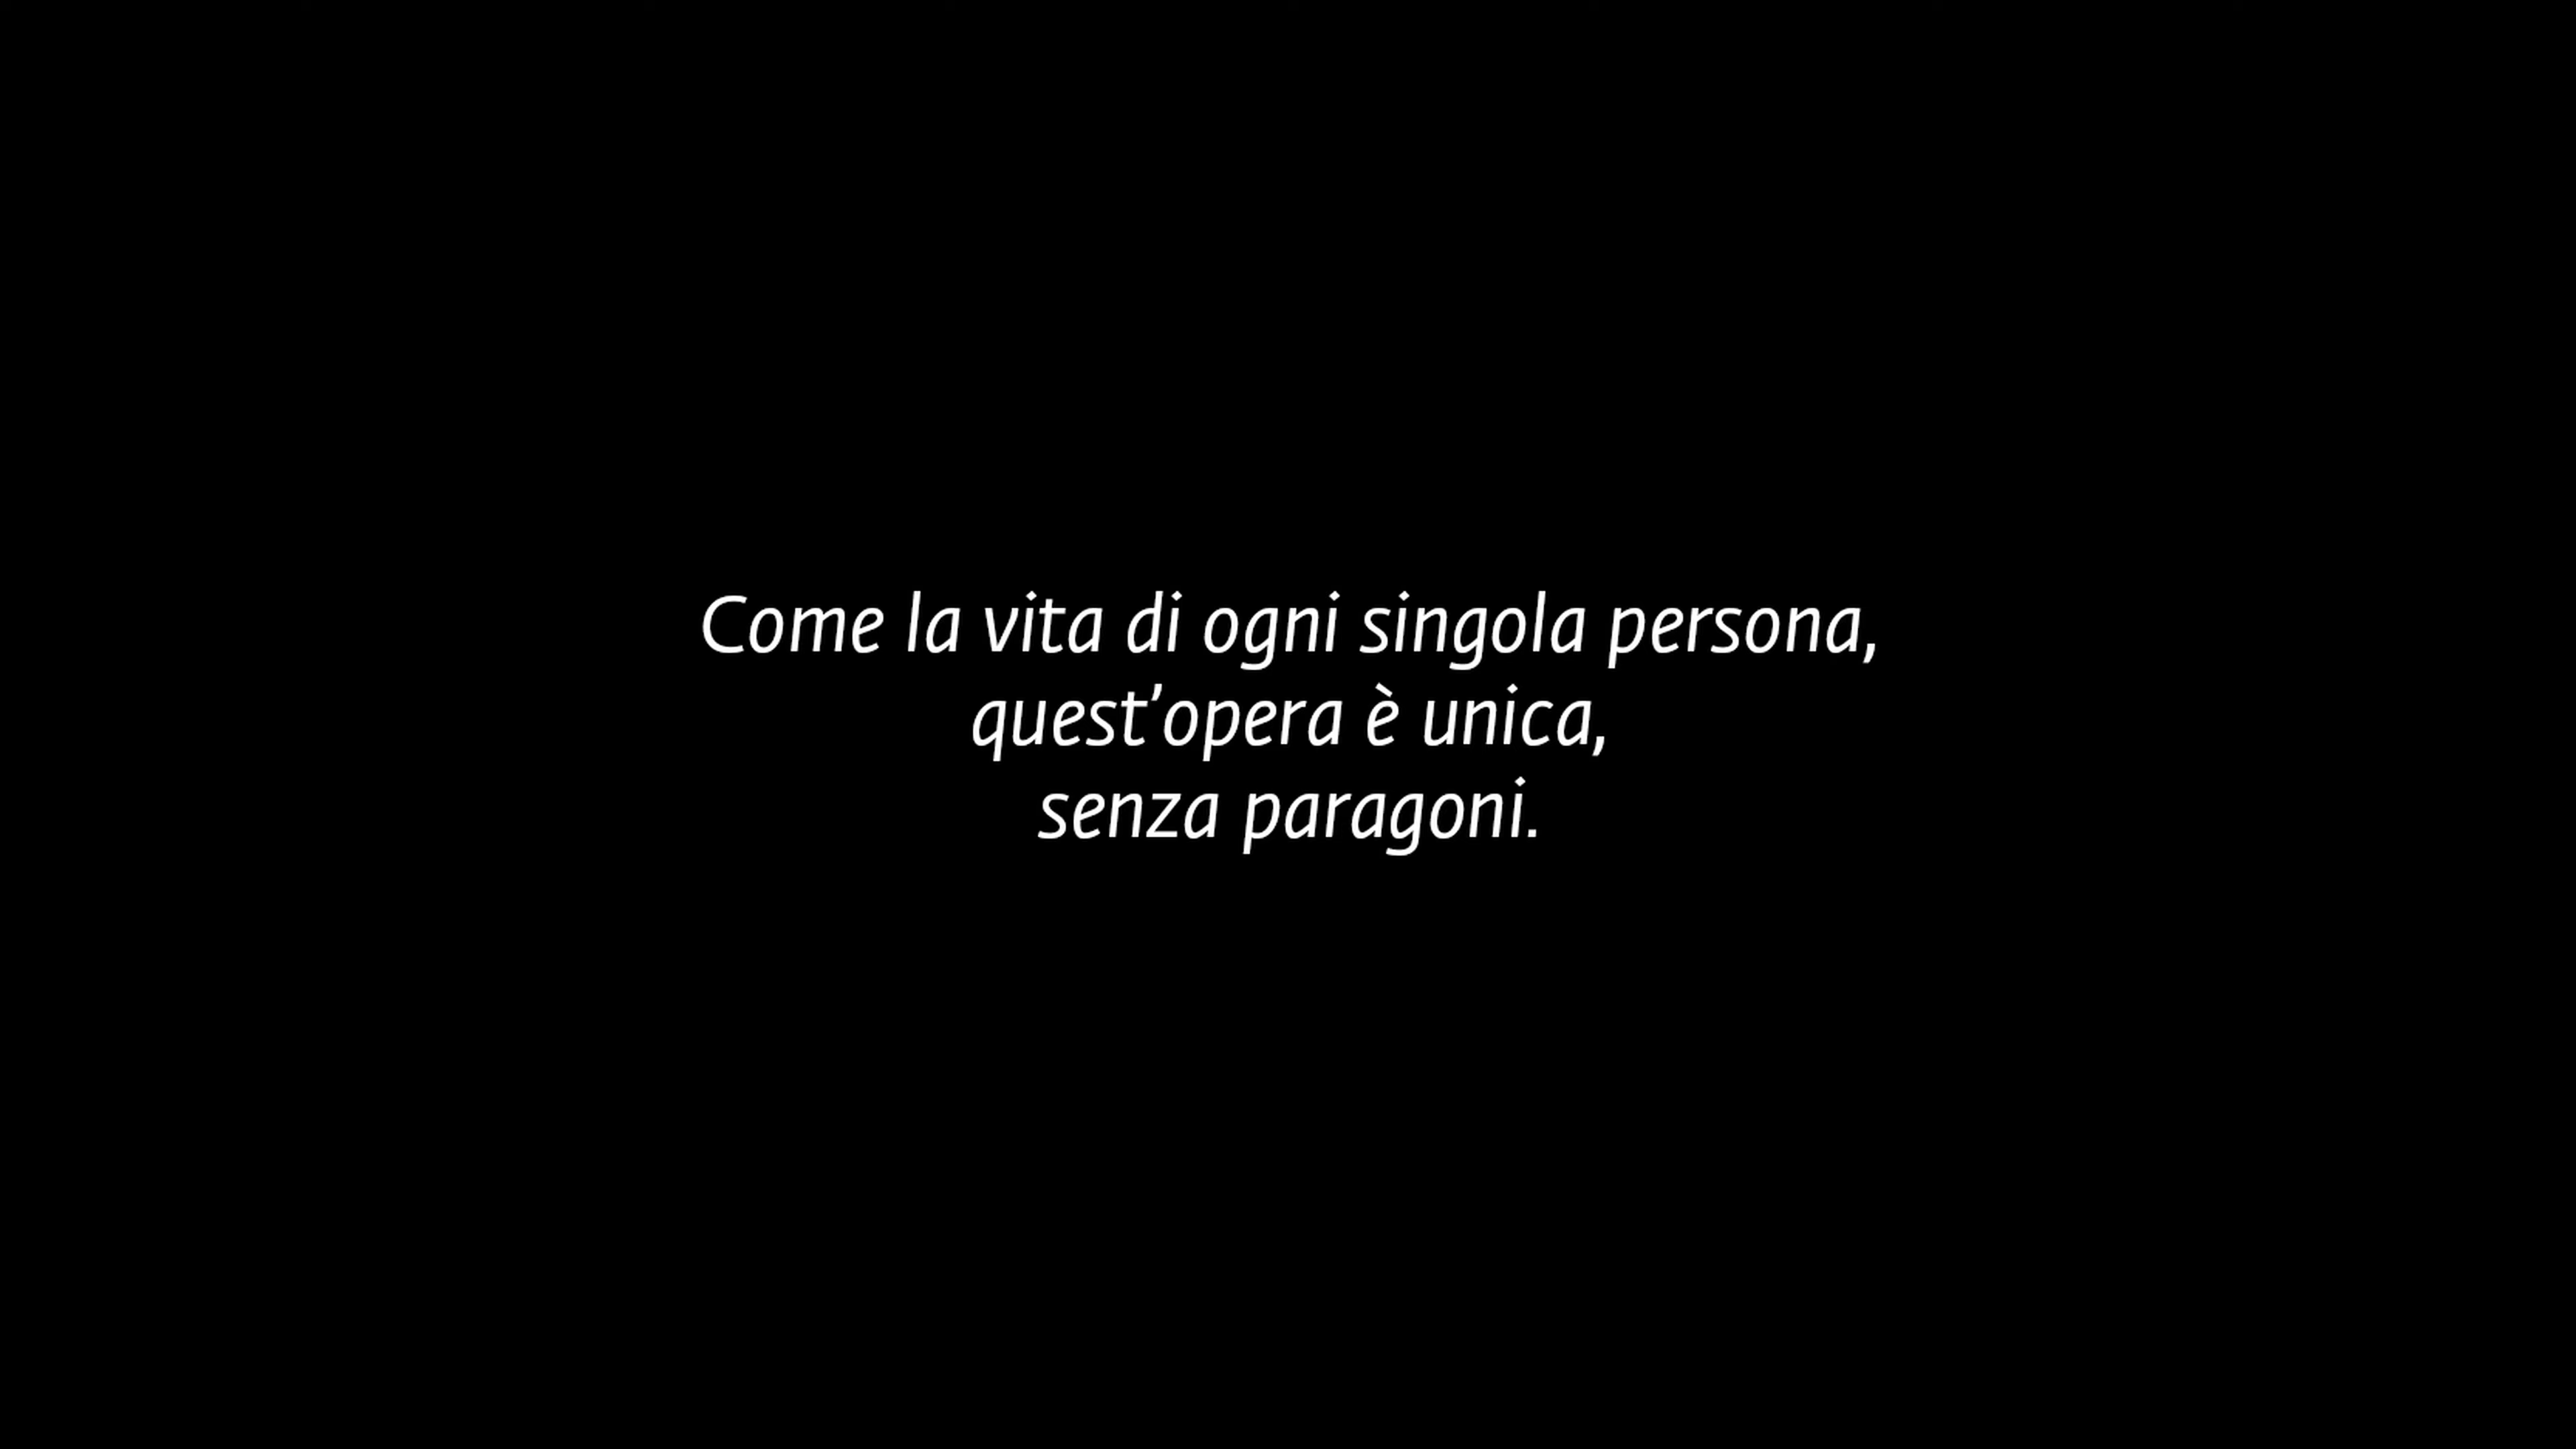 Come la vita di ogni singola persona,
quest’opera è unica,
senza paragoni.